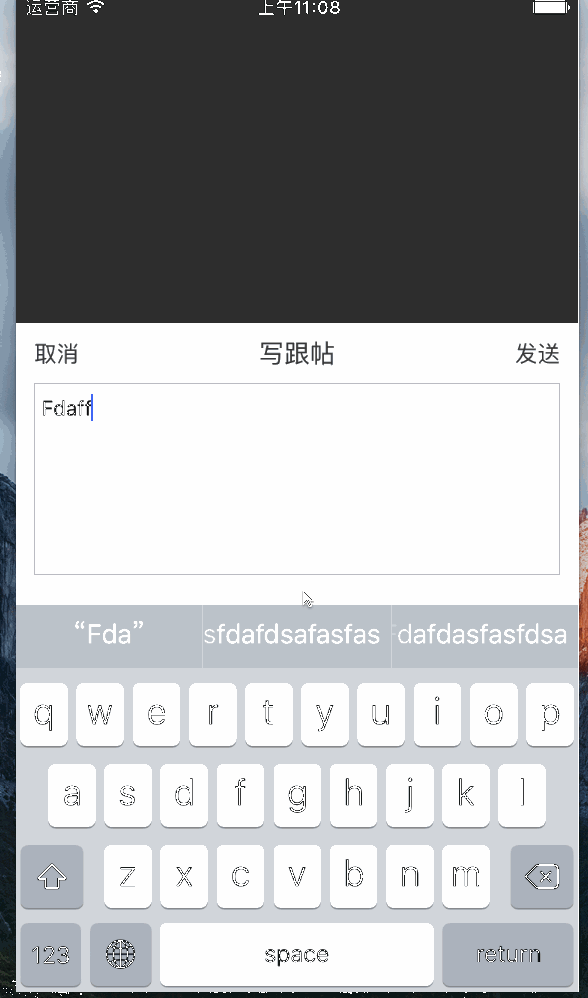 运营商 上午11:08
取消 写跟帖 发送
Fdaff
“Fda” sfdafdsafasfas dafdasfasfdsa
q w e r t y u i o p
a s d f g h j k l
z x c v b n m
123 space return